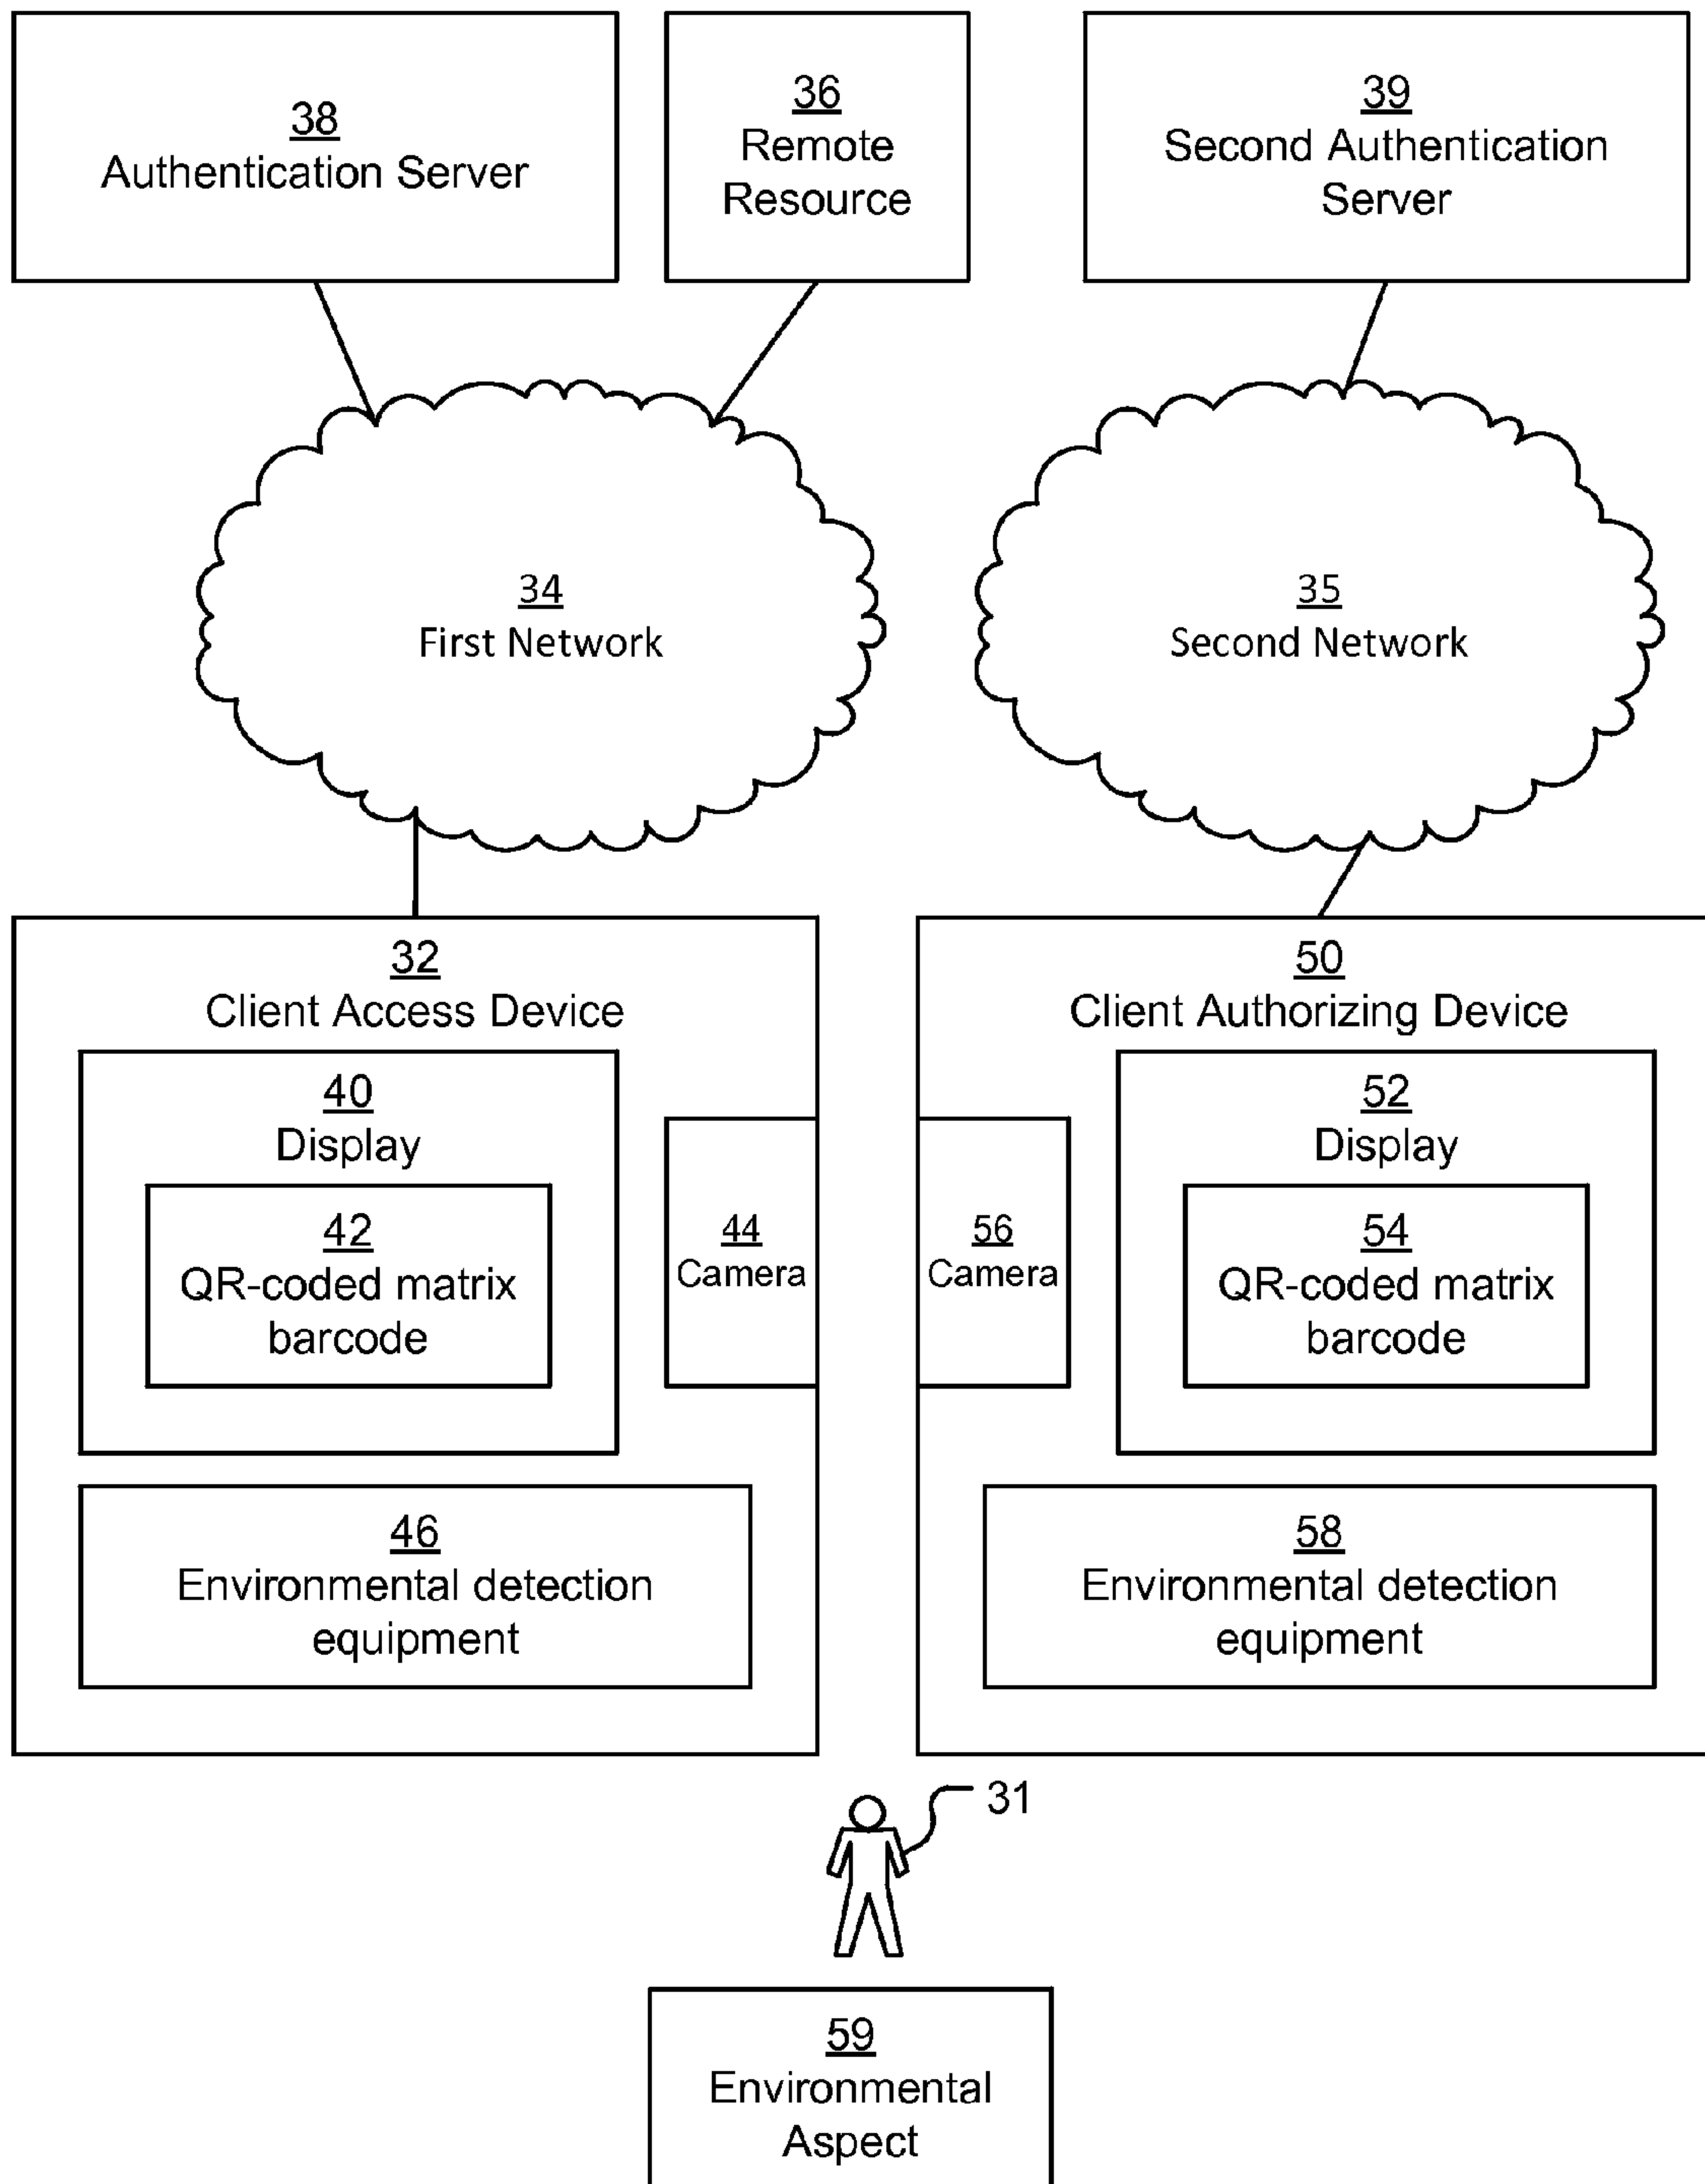 38
Authentication Server
36
Remote
Resource
39
Second Authentication
Server
34
First Network
35
Second Network
32
Client Access Device
40
Display
42
QR-coded matrix
barcode
44
Camera
46
Environmental detection
equipment
50
Client Authorizing Device
52
Display
56
Camera
54
QR-coded matrix
barcode
58
Environmental detection
equipment
31
59
Environmental
Aspect